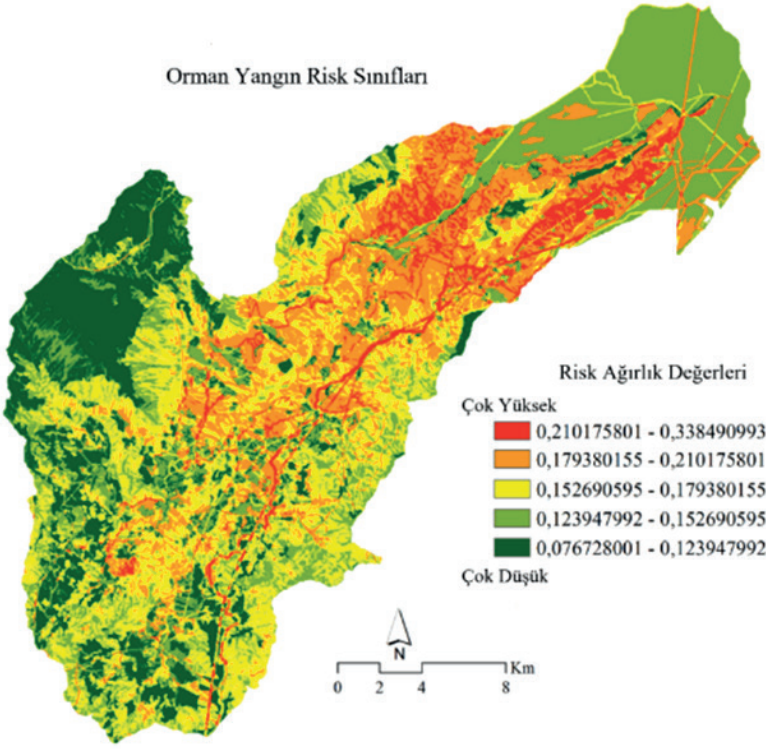 Orman Yangın Risk Sınıfları
Risk Ağırlık Değerleri
Çok Yüksek
0,210175801 - 0,338490993
0,179380155 - 0,210175801
0,152690595 - 0,179380155
0,123947992 - 0,152690595
0,076728001 - 0,123947992
Çok Düşük
N
Km
0 2 4 8